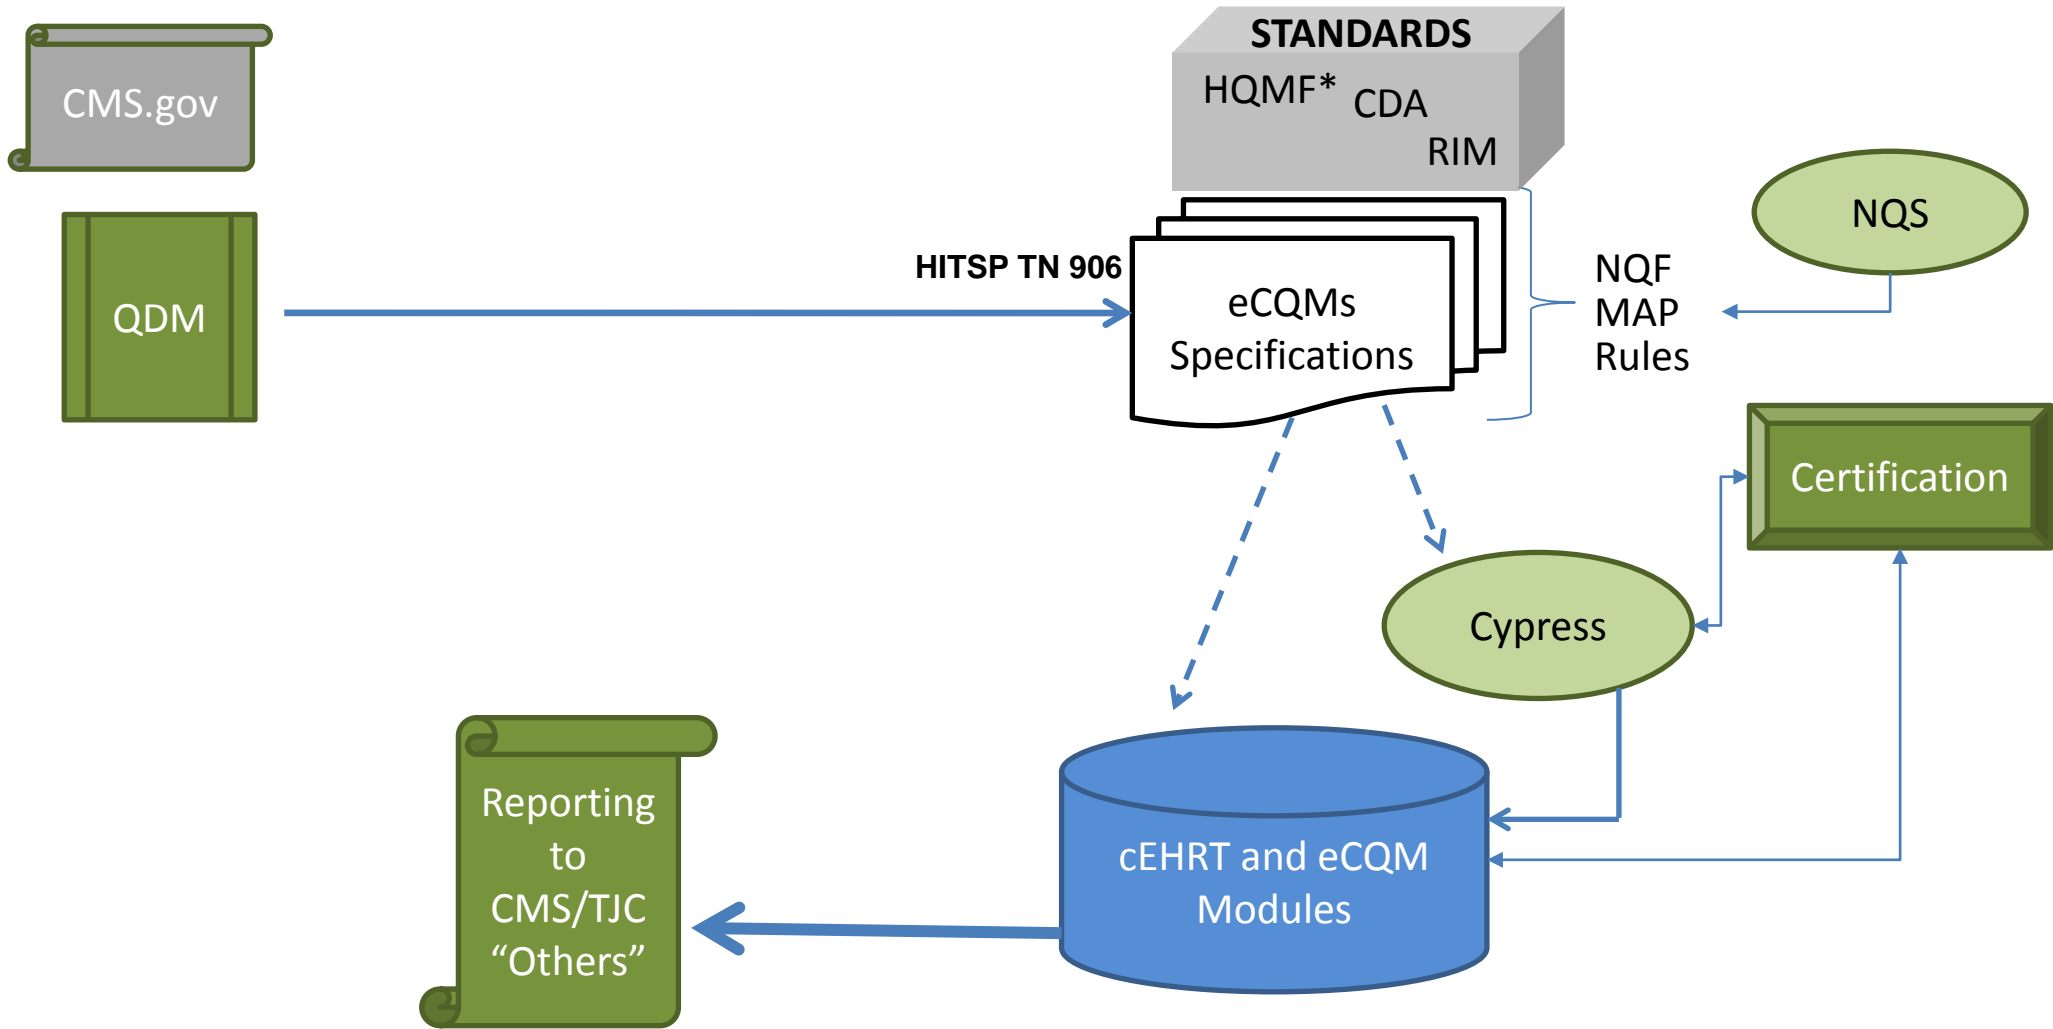 STANDARDS
HQMF*
CDA
RIM
CMS.gov
NQS
HITSP TN 906
QDM
eCQMs
Specifications
NQF
MAP
Rules
Certification
Cypress
Reporting
to
CMS/TJC
“Others”
cEHRT and eCQM
Modules